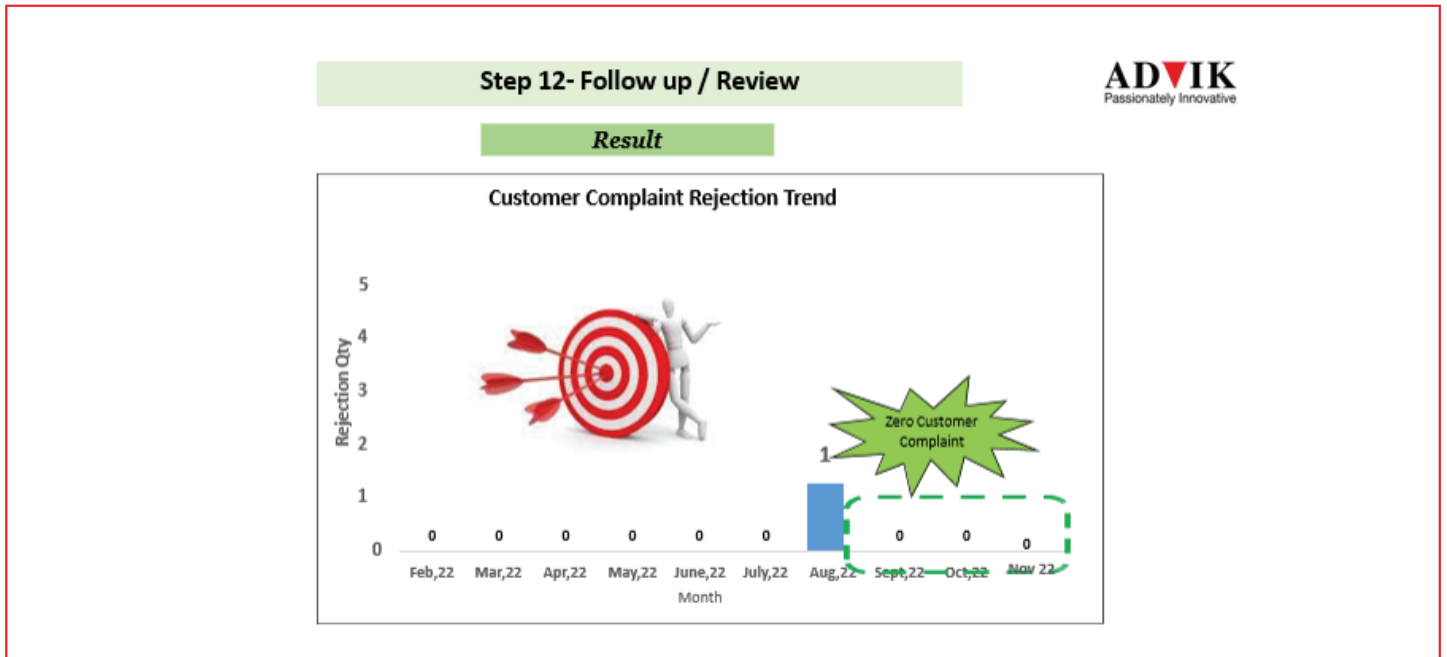 Step 12- Follow up / Review
ADVIK
Passionately Innovative
Result
Customer Complaint Rejection Trend
5
4
3
2
1
0
Rejection Qty
Zero Customer
Complaint
1
0 0 0 0 0 0 0 0 0
Feb,22 Mar,22 Apr,22 May,22 June,22 July,22 Aug,22 Sept,22 Oct,22 Nov 22
Month